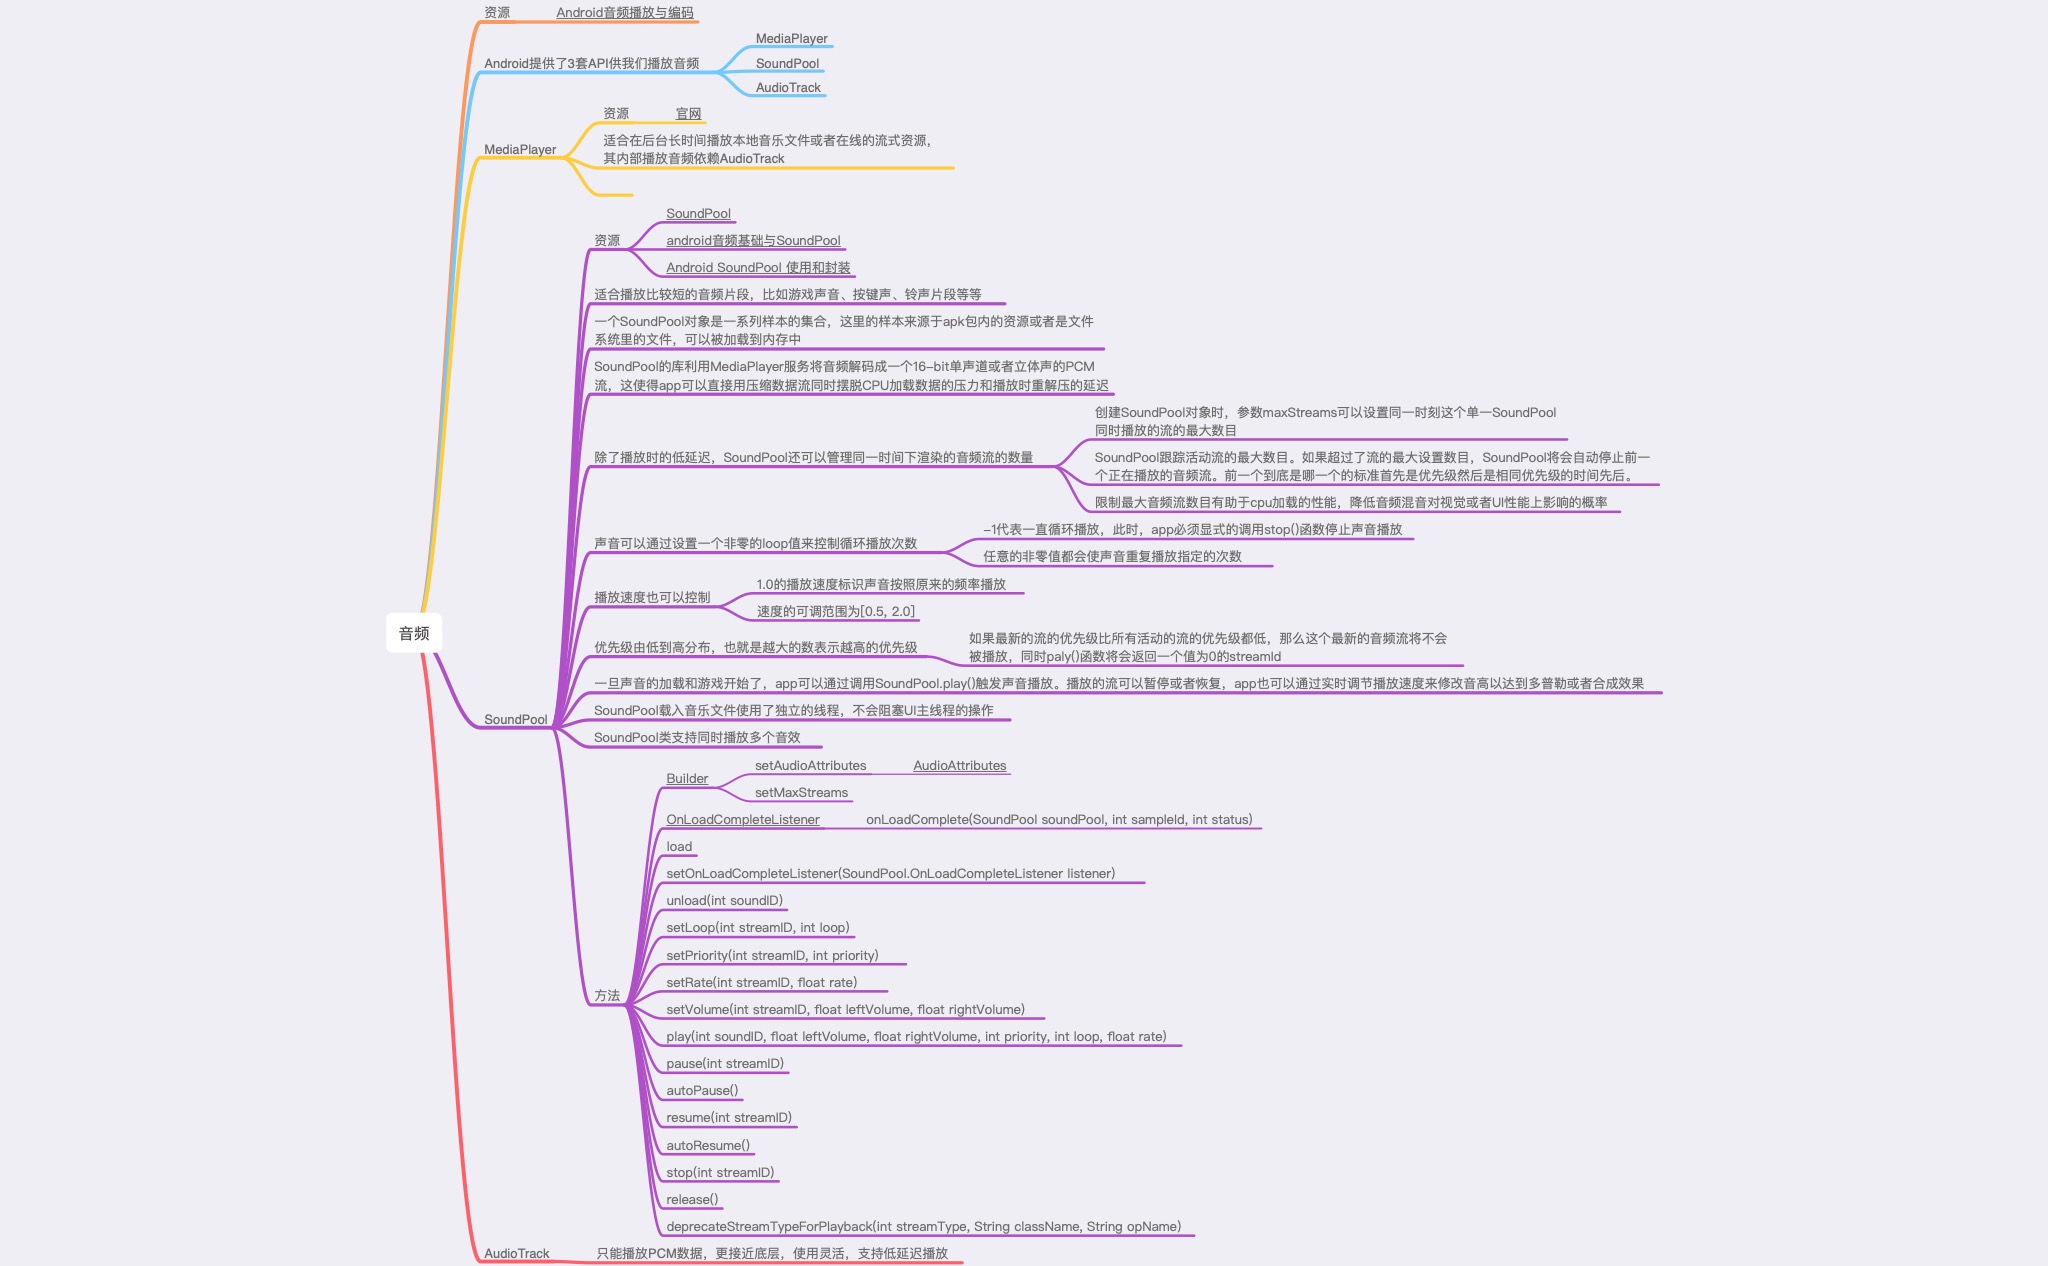 资源
Android音频播放与编码
Android提供了3套API供我们播放音频
MediaPlayer
SoundPool
AudioTrack
MediaPlayer
资源
官网
适合在后台长时间播放本地音乐文件或者在线的流式资源，
其内部播放音频依赖AudioTrack
音频
SoundPool
资源
SoundPool
android音频基础与SoundPool
Android SoundPool 使用和封装
适合播放比较短的音频片段，比如游戏声音、按键声、铃声片段等等
一个SoundPool对象是一系列样本的集合，这里的样本来源于apk包内的资源或者是文件
系统里的文件，可以被加载到内存中
SoundPool的库利用MediaPlayer服务将音频解码成一个16-bit单声道或者立体声的PCM
流，这使得app可以直接用压缩数据流同时摆脱CPU加载数据的压力和播放时重解压的延迟
除了播放时的低延迟，SoundPool还可以管理同一时间下渲染的音频流的数量
创建SoundPool对象时，参数maxStreams可以设置同一时刻这个单一SoundPool
同时播放的流的最大数目
SoundPool跟踪活动流的最大数目。如果超过了流的最大设置数目，SoundPool将会自动停止前一
个正在播放的音频流。前一个到底是哪一个的标准首先是优先级然后是相同优先级的时间先后。
限制最大音频流数目有助于cpu加载的性能，降低音频混音对视觉或者UI性能上影响的概率
声音可以通过设置一个非零的loop值来控制循环播放次数
-1代表一直循环播放，此时，app必须显式的调用stop()函数停止声音播放
任意的非零值都会使声音重复播放指定的次数
播放速度也可以控制
1.0的播放速度标识声音按照原来的频率播放
速度的可调范围为[0.5, 2.0]
优先级由低到高分布，也就是越大的数表示越高的优先级
如果最新的流的优先级比所有活动的流的优先级都低，那么这个最新的音频流将不会
被播放，同时paly()函数将会返回一个值为0的streamId
一旦声音的加载和游戏开始了，app可以通过调用SoundPool.play()触发声音播放。播放的流可以暂停或者恢复，app也可以通过实时调节播放速度来修改音高以达到多普勒或者合成效果
SoundPool载入音乐文件使用了独立的线程，不会阻塞UI主线程的操作
SoundPool类支持同时播放多个音效
方法
Builder
setAudioAttributes
AudioAttributes
setMaxStreams
OnLoadCompleteListener
onLoadComplete(SoundPool soundPool, int sampleId, int status)
load
setOnLoadCompleteListener(SoundPool.OnLoadCompleteListener listener)
unload(int soundID)
setLoop(int streamID, int loop)
setPriority(int streamID, int priority)
setRate(int streamID, float rate)
setVolume(int streamID, float leftVolume, float rightVolume)
play(int soundID, float leftVolume, float rightVolume, int priority, int loop, float rate)
pause(int streamID)
autoPause()
resume(int streamID)
autoResume()
stop(int streamID)
release()
deprecateStreamTypeForPlayback(int streamType, String className, String opName)
AudioTrack
只能播放PCM数据，更接近底层，使用灵活，支持低延迟播放